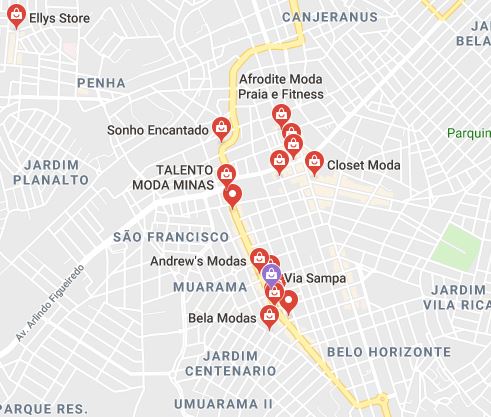 Ellys Store
CANJERANUS
JARDIM
BELA
PENHA
Afrodite Moda
Praia e Fitness
Sonho Encantado
Parquin
JARDIM
PLANALTO
TALENTO
MODA MINAS
Closet Moda
SÃO FRANCISCO
Andrew's Modas
Via Sampa
MUARAMA
JARDIM
VILA RICA
Av. Arlindo Figueiredo
Bela Modas
BELO HORIZONTE
JARDIM
CENTENARIO
PARQUE RES.
UMUARAMA II